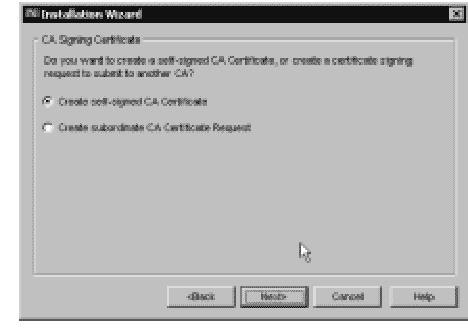 Installation Wizard
CA Signing Certificate
Do you want to create a self-signed CA Certificate, or create a certificate signing
request to submit to another CA?
Create self-signed CA Certificate
Create subordinate CA Certificate Request
<Back Next> Cancel Help